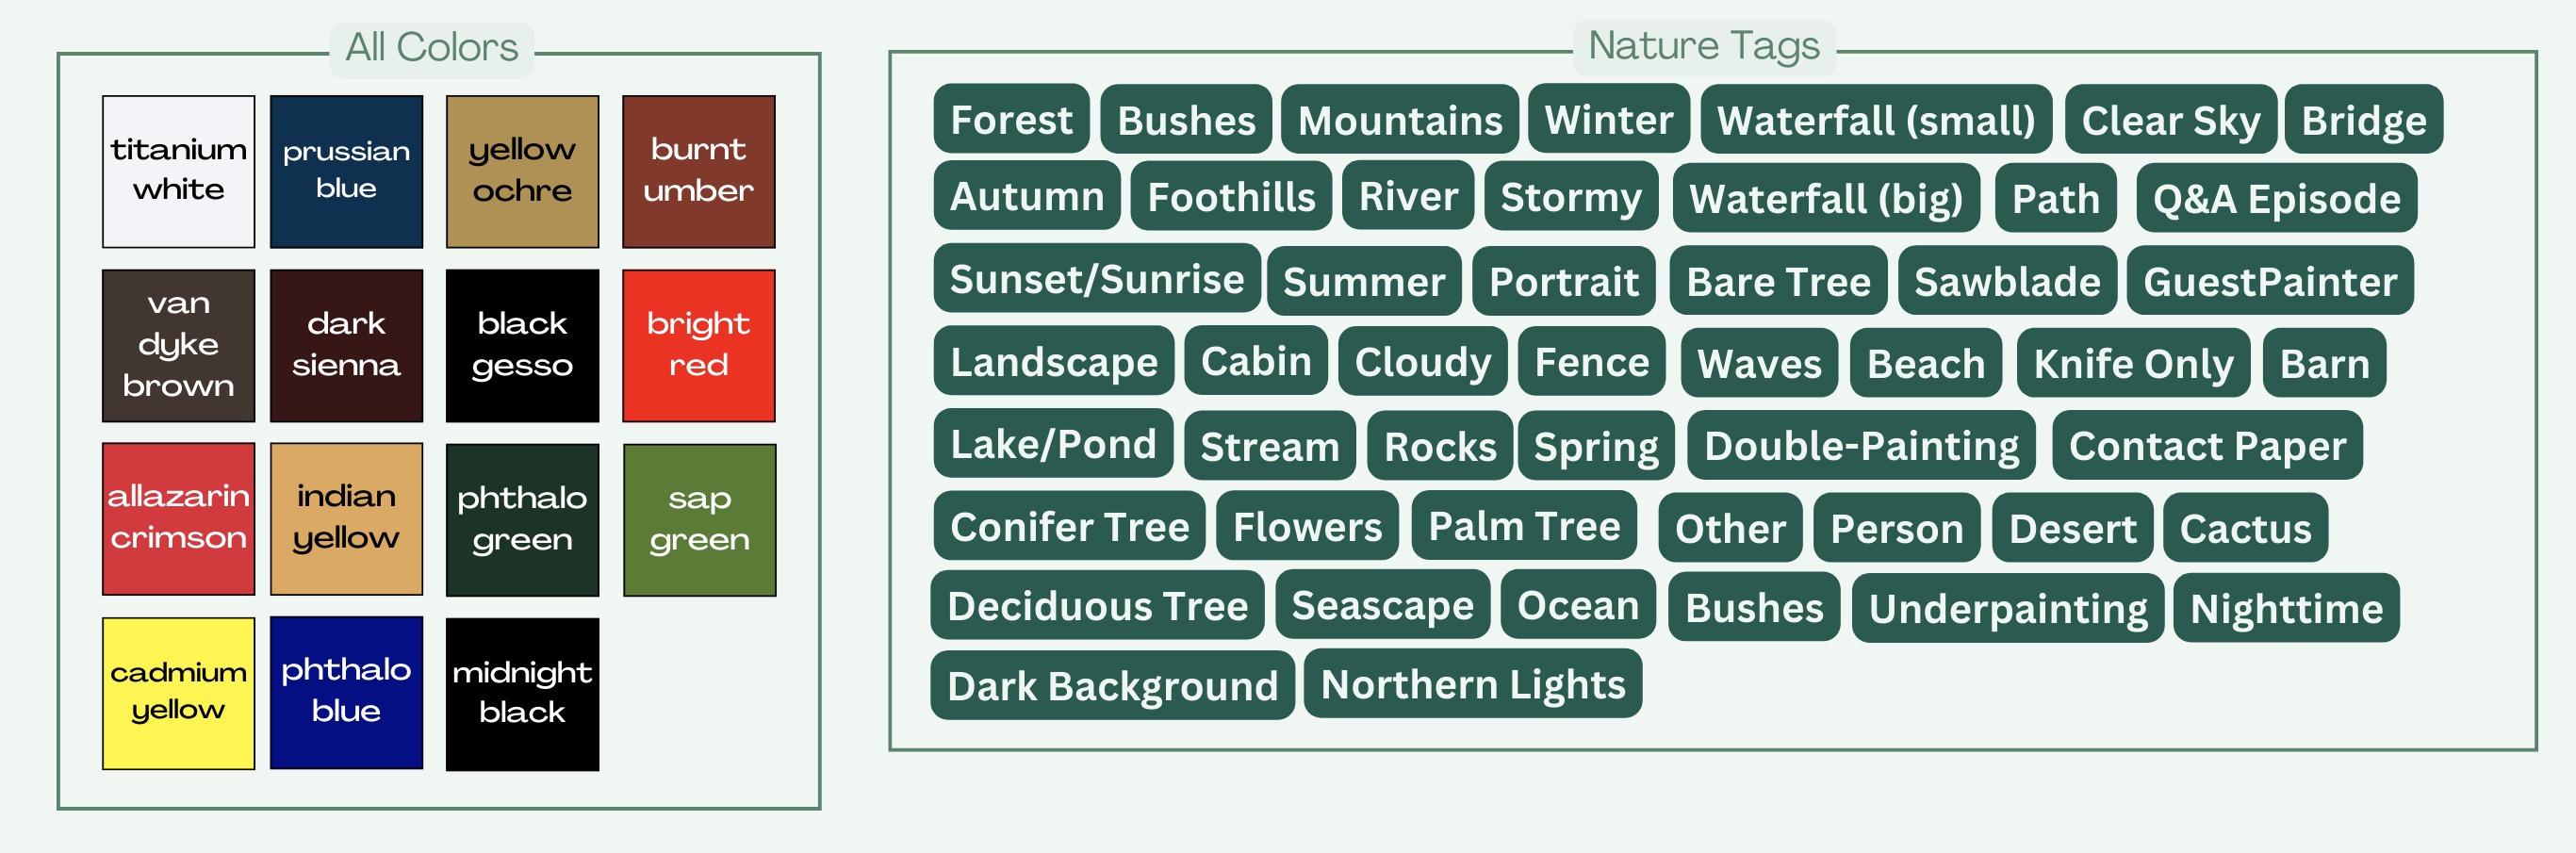 All Colors
titanium
white
prussian
blue
yellow
ochre
burnt
umber
van
dyke
brown
dark
sienna
black
gesso
bright
red
allazarin
crimson
indian
yellow
phthalo
green
sap
green
cadmium
yellow
phthalo
blue
midnight
black
Nature Tags
Forest Bushes Mountains Winter Waterfall (small) Clear Sky Bridge
Autumn Foothills River Stormy Waterfall (big) Path Q&A Episode
Sunset/Sunrise Summer Portrait Bare Tree Sawblade GuestPainter
Landscape Cabin Cloudy Fence Waves Beach Knife Only Barn
Lake/Pond Stream Rocks Spring Double-Painting Contact Paper
Conifer Tree Flowers Palm Tree Other Person Desert Cactus
Deciduous Tree Seascape Ocean Bushes Underpainting Nighttime
Dark Background Northern Lights